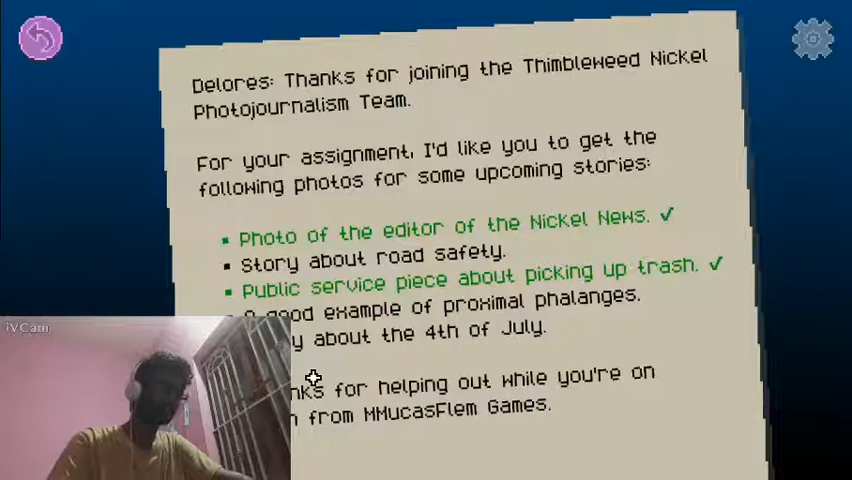 Delores: Thanks for joining the Thimbleweed Nickel
Photojournalism Team.
For your assignment, I'd like you to get the
following photos for some upcoming stories:
▪ Photo of the editor of the Nickel News. ✓
▪ Story about road safety.
▪ Public service piece about picking up trash. ✓
good example of proximal phalanges.
about the 4th of July.
for helping out while you're on
from MMucasFlem Games.
iVCam